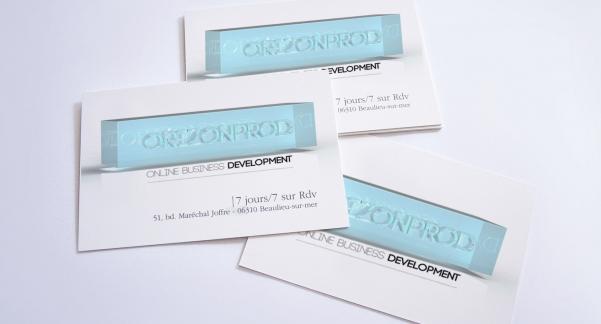 ORIZONPROD
DEVELOPMENT
7 jours/7 sur Rdv
06310 Beaulieu-sur-mer
ORIZONPROD
ONLINE BUSINESS DEVELOPMENT
7 jours/7 sur Rdv
51, bd. Maréchal Joffre - 06310 Beaulieu-sur-mer
ZONPROD
ONLINE BUSINESS DEVELOPMENT